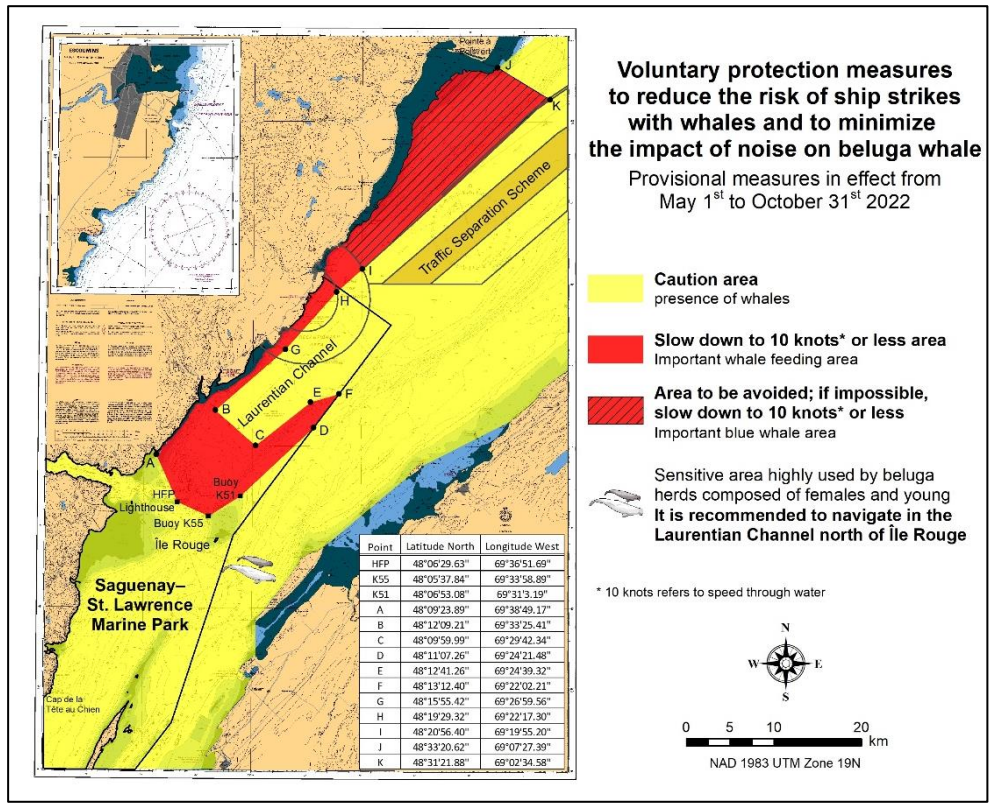 Voluntary protection measures
to reduce the risk of ship strikes
with whales and to minimize
the impact of noise on beluga whale
Provisional measures in effect from
May 1st to October 31st 2022
Caution area
presence of whales
Slow down to 10 knots* or less area
Important whale feeding area
Area to be avoided; if impossible,
slow down to 10 knots* or less
Important blue whale area
Sensitive area highly used by beluga
herds composed of females and young
It is recommended to navigate in the
Laurentian Channel north of Île Rouge
* 10 knots refers to speed through water
N
W E
S
0 5 10 20
km
NAD 1983 UTM Zone 19N
ESCOUMINS
Pointe à
J
K
Traffic Separation Scheme
I
H
G
Laurentian Channel
E
F
B
D
C
A
Buoy
K51
HFP
Lighthouse
Buoy K55
Île Rouge
Saguenay–
St. Lawrence
Marine Park
Cap de la
Tête au Chien
Point Latitude North Longitude West
HFP 48°06'29.63" 69°36'51.69"
K55 48°05'37.84" 69°33'58.89"
K51 48°06'53.08" 69°31'3.19"
A 48°09'23.89" 69°38'49.17"
B 48°12'09.21" 69°33'25.41"
C 48°09'59.99" 69°29'42.34"
D 48°11'07.26" 69°24'21.48"
E 48°12'41.26" 69°24'39.32"
F 48°13'12.40" 69°22'02.21"
G 48°15'55.42" 69°26'59.56"
H 48°19'29.32" 69°22'17.30"
I 48°20'56.40" 69°19'55.20"
J 48°33'20.62" 69°07'27.39"
K 48°31'21.88" 69°02'34.58"